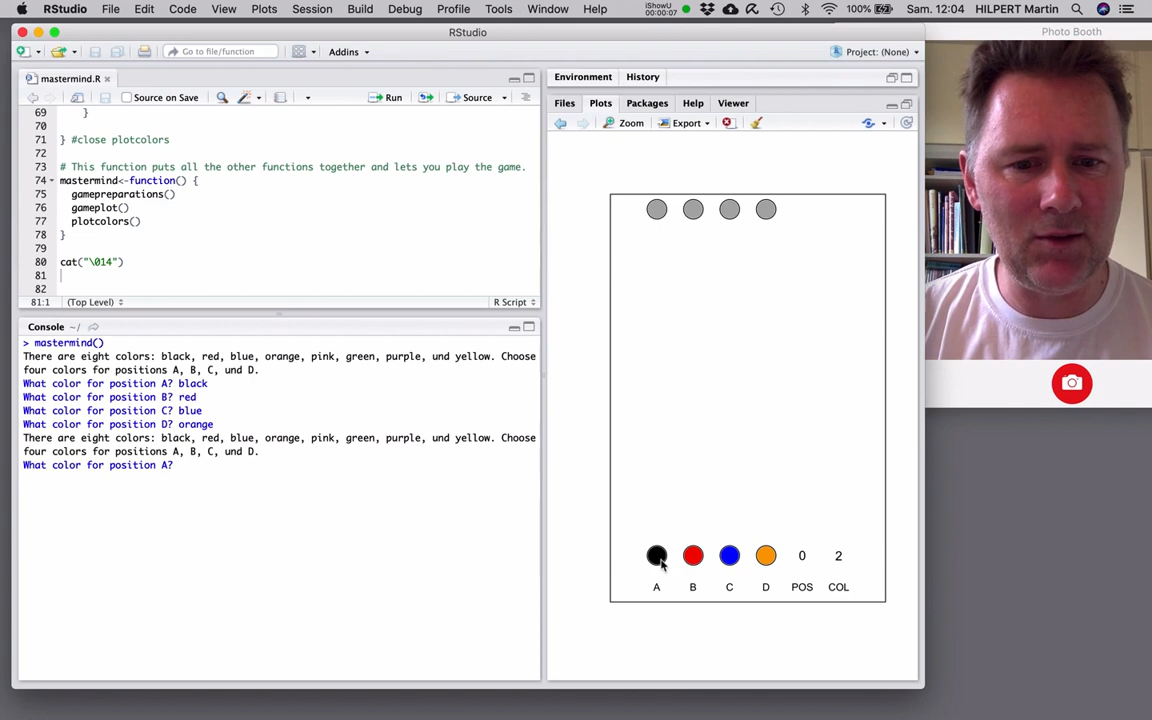 RStudio File Edit Code View Plots Session Build Debug Profile Tools Window Help iShowU 00:00:07 100% Sam. 12:04 HILPERT Martin
RStudio
Photo Booth
Go to file/function Addins Project: (None)
mastermind.R
Source on Save Run Source
69 }
70
71 } #close plotcolors
72
73 # This function puts all the other functions together and lets you play the game.
74 mastermind<-function() {
75 gamepreparations()
76 gameplot()
77 plotcolors()
78 }
79
80 cat("\014")
81
82
81:1 (Top Level) R Script
Console ~/
> mastermind()
There are eight colors: black, red, blue, orange, pink, green, purple, und yellow. Choose
four colors for positions A, B, C, und D.
What color for position A? black
What color for position B? red
What color for position C? blue
What color for position D? orange
There are eight colors: black, red, blue, orange, pink, green, purple, und yellow. Choose
four colors for positions A, B, C, und D.
What color for position A?
Environment History
Files Plots Packages Help Viewer
Zoom Export
0 2
A B C D POS COL